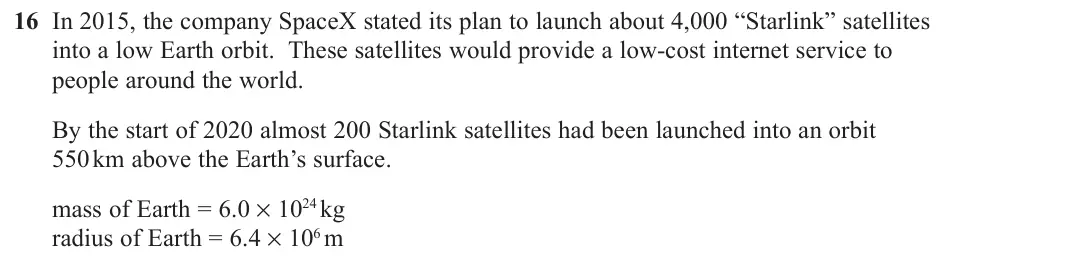 16 In 2015, the company SpaceX stated its plan to launch about 4,000 “Starlink” satellites
into a low Earth orbit. These satellites would provide a low-cost internet service to
people around the world.
By the start of 2020 almost 200 Starlink satellites had been launched into an orbit
550 km above the Earth’s surface.
mass of Earth = 6.0 × 10²⁴ kg
radius of Earth = 6.4 × 10⁶ m